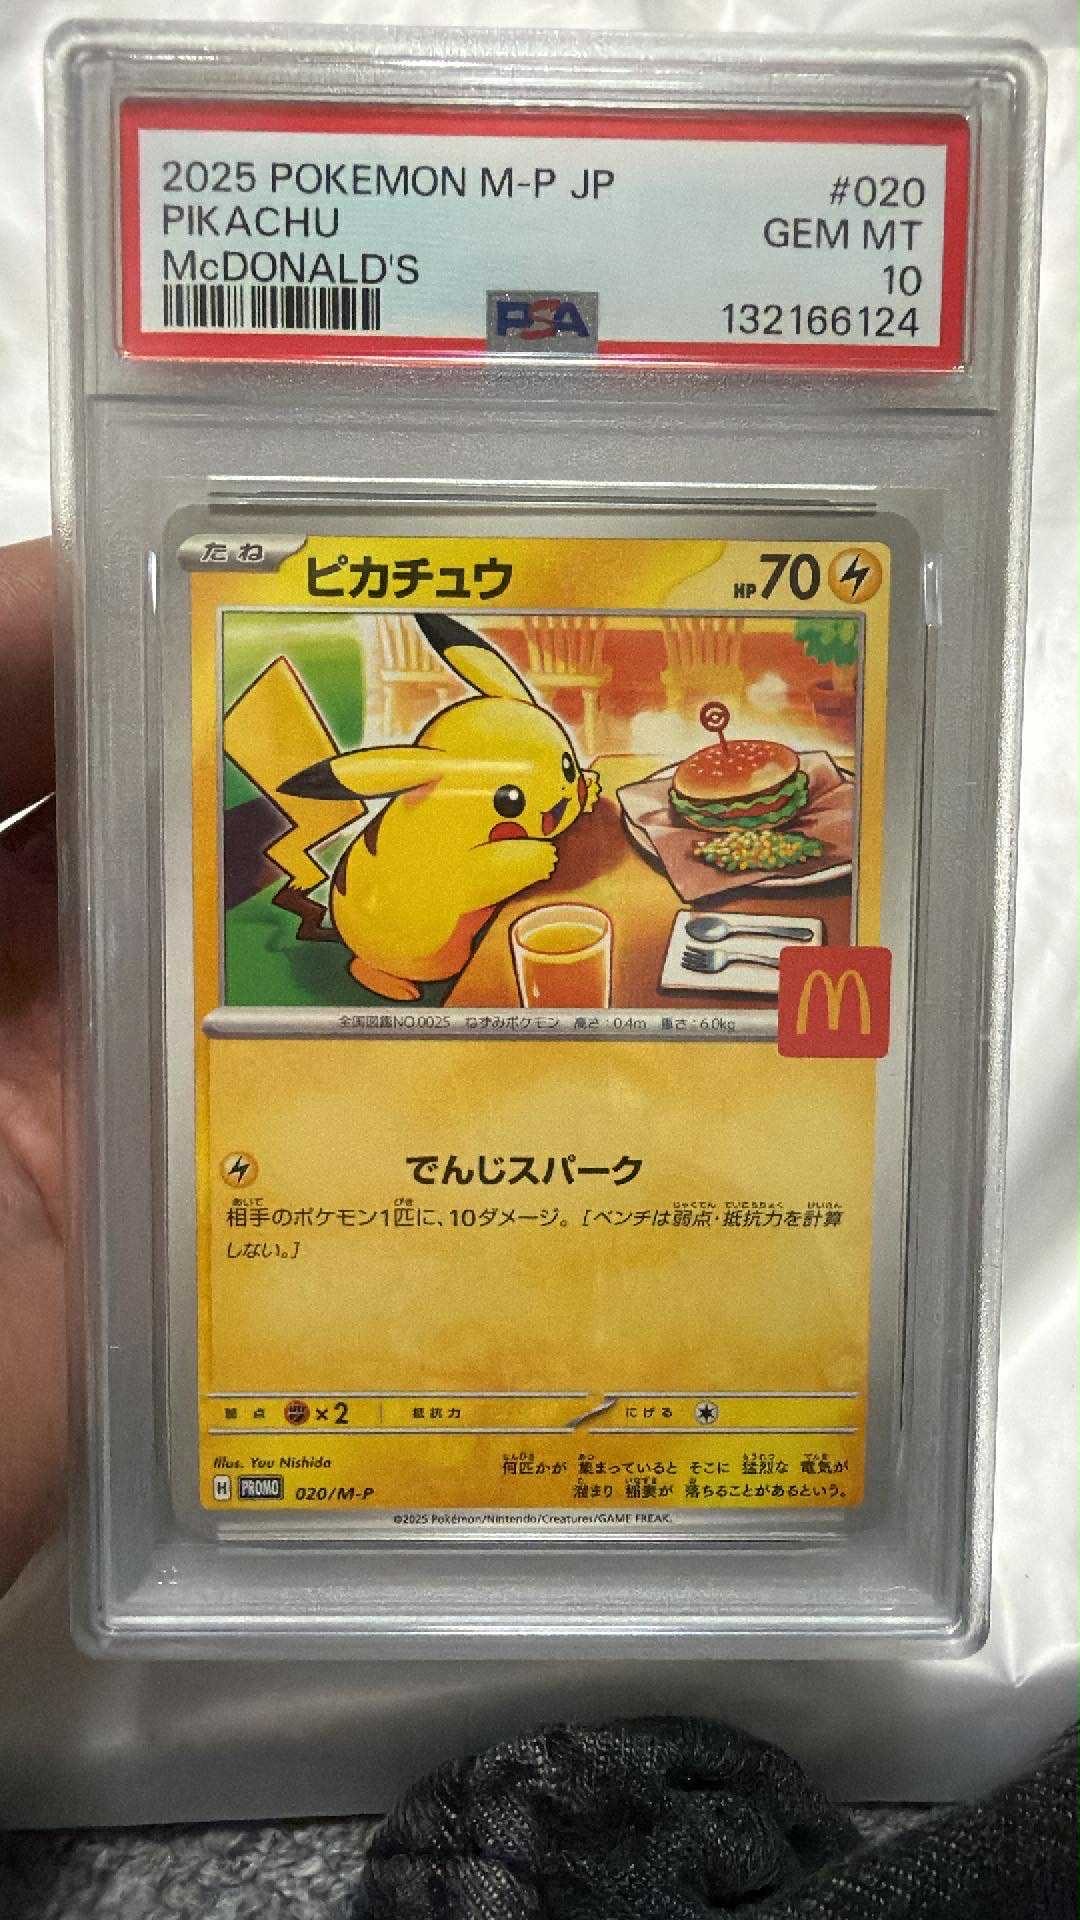 2025 POKEMON M-P JP #020
PIKACHU GEM MT
McDONALD'S 10
PSA 132166124
たね ピカチュウ HP70
全国図鑑NO.0025 ねずみポケモン 高さ：0.4m 重さ：6.0kg
でんじスパーク
相手のポケモン1匹に、10ダメージ。［ベンチは弱点・抵抗力を計算
しない。］
弱点 ×2 抵抗力 にげる
Illus. Yuu Nishida
何匹かが 集まっていると そこに 猛烈な 電気が
H PROMO 020/M-P
溜まり 稲妻が 落ちることがあるという。
©2025 Pokémon/Nintendo/Creatures/GAME FREAK.